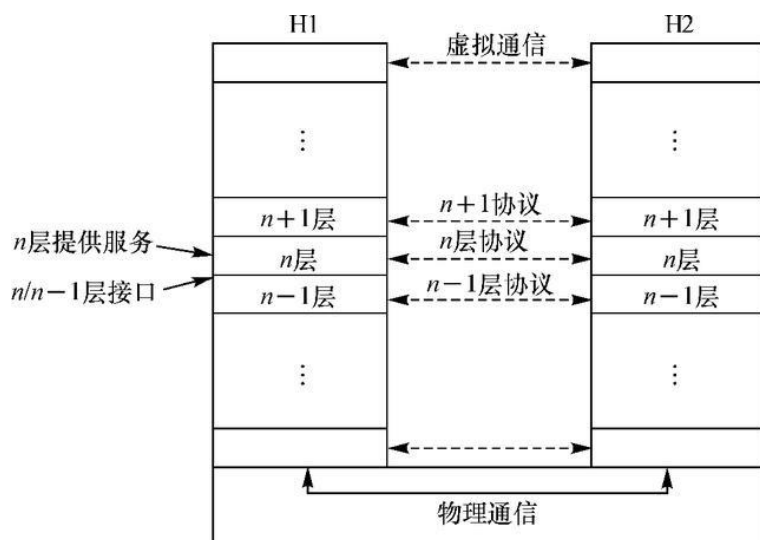 H1 H2
虚拟通信
⋮ ⋮
n+1层 n+1协议 n+1层
n层提供服务 n层 n层协议 n层
n/n-1层接口 n-1层 n-1层协议 n-1层
⋮ ⋮
物理通信